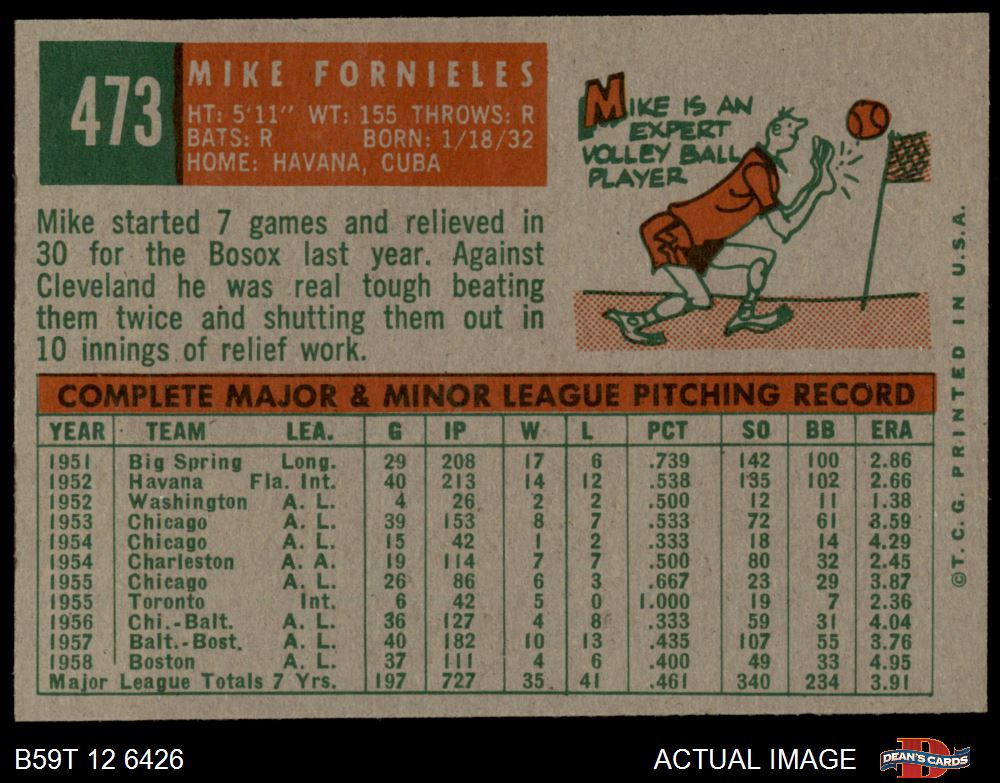 473
MIKE FORNIELES
HT: 5'11" WT: 155 THROWS: R
BATS: R BORN: 1/18/32
HOME: HAVANA, CUBA
MIKE IS AN
EXPERT
VOLLEY BALL
PLAYER
Mike started 7 games and relieved in
30 for the Bosox last year. Against
Cleveland he was real tough beating
them twice and shutting them out in
10 innings of relief work.
COMPLETE MAJOR & MINOR LEAGUE PITCHING RECORD
YEAR TEAM LEA. G IP W L PCT SO BB ERA
1951 Big Spring Long. 29 208 17 6 .739 142 100 2.86
1952 Havana Fla. Int. 40 213 14 12 .538 135 102 2.66
1952 Washington A. L. 4 26 2 2 .500 12 11 1.38
1953 Chicago A. L. 39 153 8 7 .533 72 61 3.59
1954 Chicago A. L. 15 42 1 2 .333 18 14 4.29
1954 Charleston A. A. 19 114 7 7 .500 80 32 2.45
1955 Chicago A. L. 26 86 6 3 .667 23 29 3.87
1955 Toronto Int. 6 42 5 0 1.000 19 7 2.36
1956 Chi.-Balt. A. L. 36 127 4 8 .333 59 31 4.04
1957 Balt.-Bost. A. L. 40 182 10 13 .435 107 55 3.76
1958 Boston A. L. 37 111 4 6 .400 49 33 4.95
Major League Totals 7 Yrs. 197 727 35 41 .461 340 234 3.91
©T. C. G. PRINTED IN U.S.A.
B59T 12 6426
ACTUAL IMAGE
DEAN'S CARDS